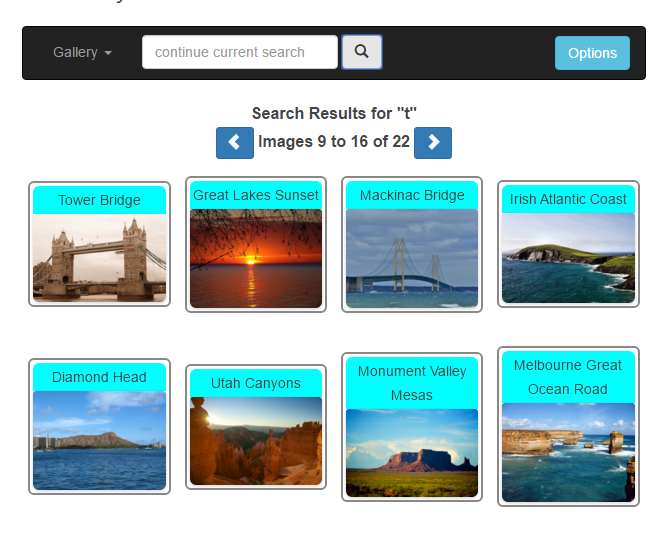 Gallery
continue current search
Options
Search Results for "t"
Images 9 to 16 of 22
Tower Bridge
Great Lakes Sunset
Mackinac Bridge
Irish Atlantic Coast
Diamond Head
Utah Canyons
Monument Valley
Mesas
Melbourne Great
Ocean Road